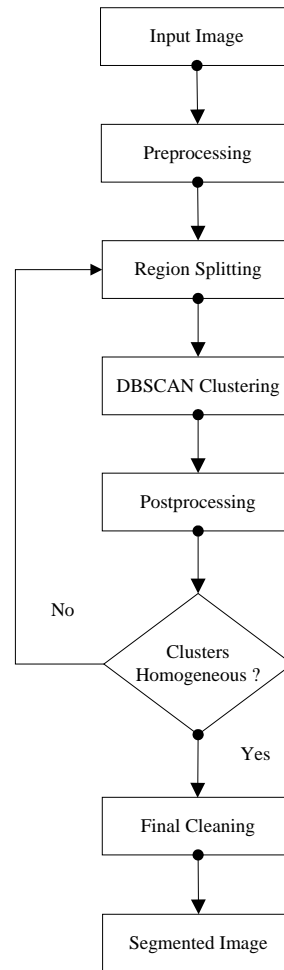 Input Image
Preprocessing
Region Splitting
DBSCAN Clustering
Postprocessing
No
Clusters
Homogeneous ?
Yes
Final Cleaning
Segmented Image